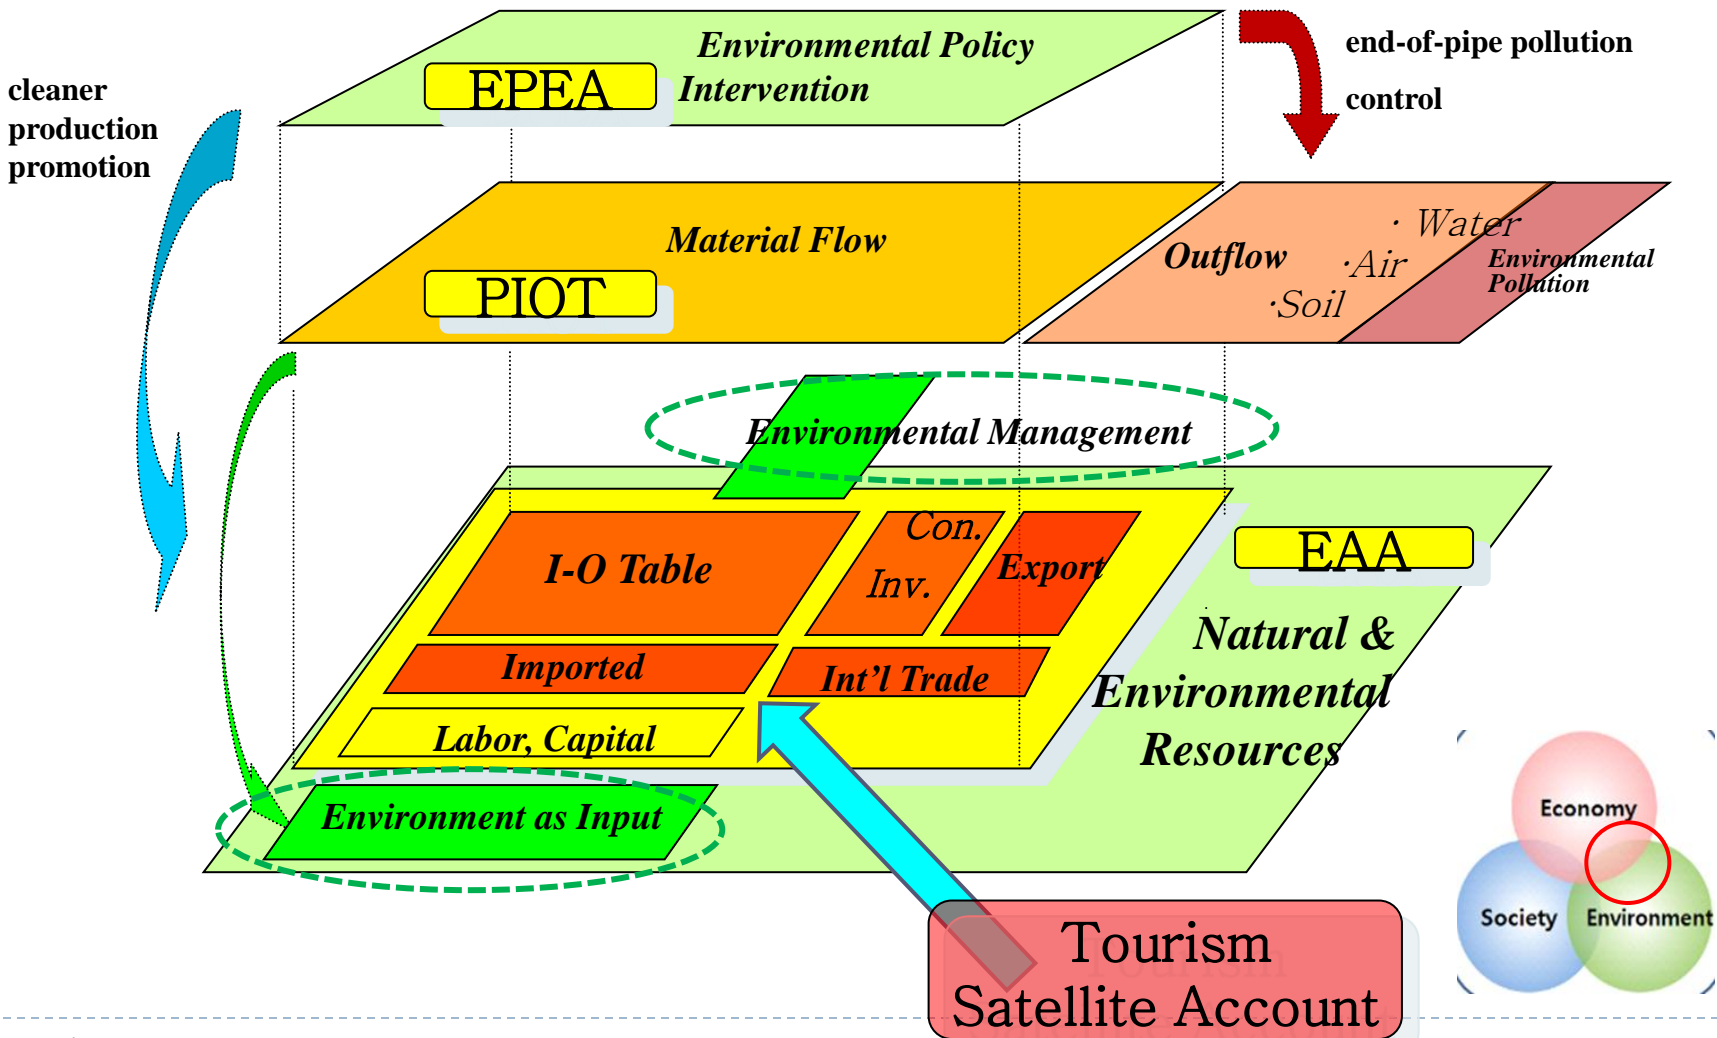 Environmental Policy
Intervention
EPEA
end-of-pipe pollution
control
cleaner
production
promotion
Material Flow
PIOT
Outflow
· Water
·Air
·Soil
Environmental
Pollution
Environmental Management
I-O Table
Con.
Inv.
Export
EAA
Imported
Int'l Trade
Labor, Capital
Natural &
Environmental
Resources
Environment as Input
Economy
Society
Environment
Tourism
Satellite Account